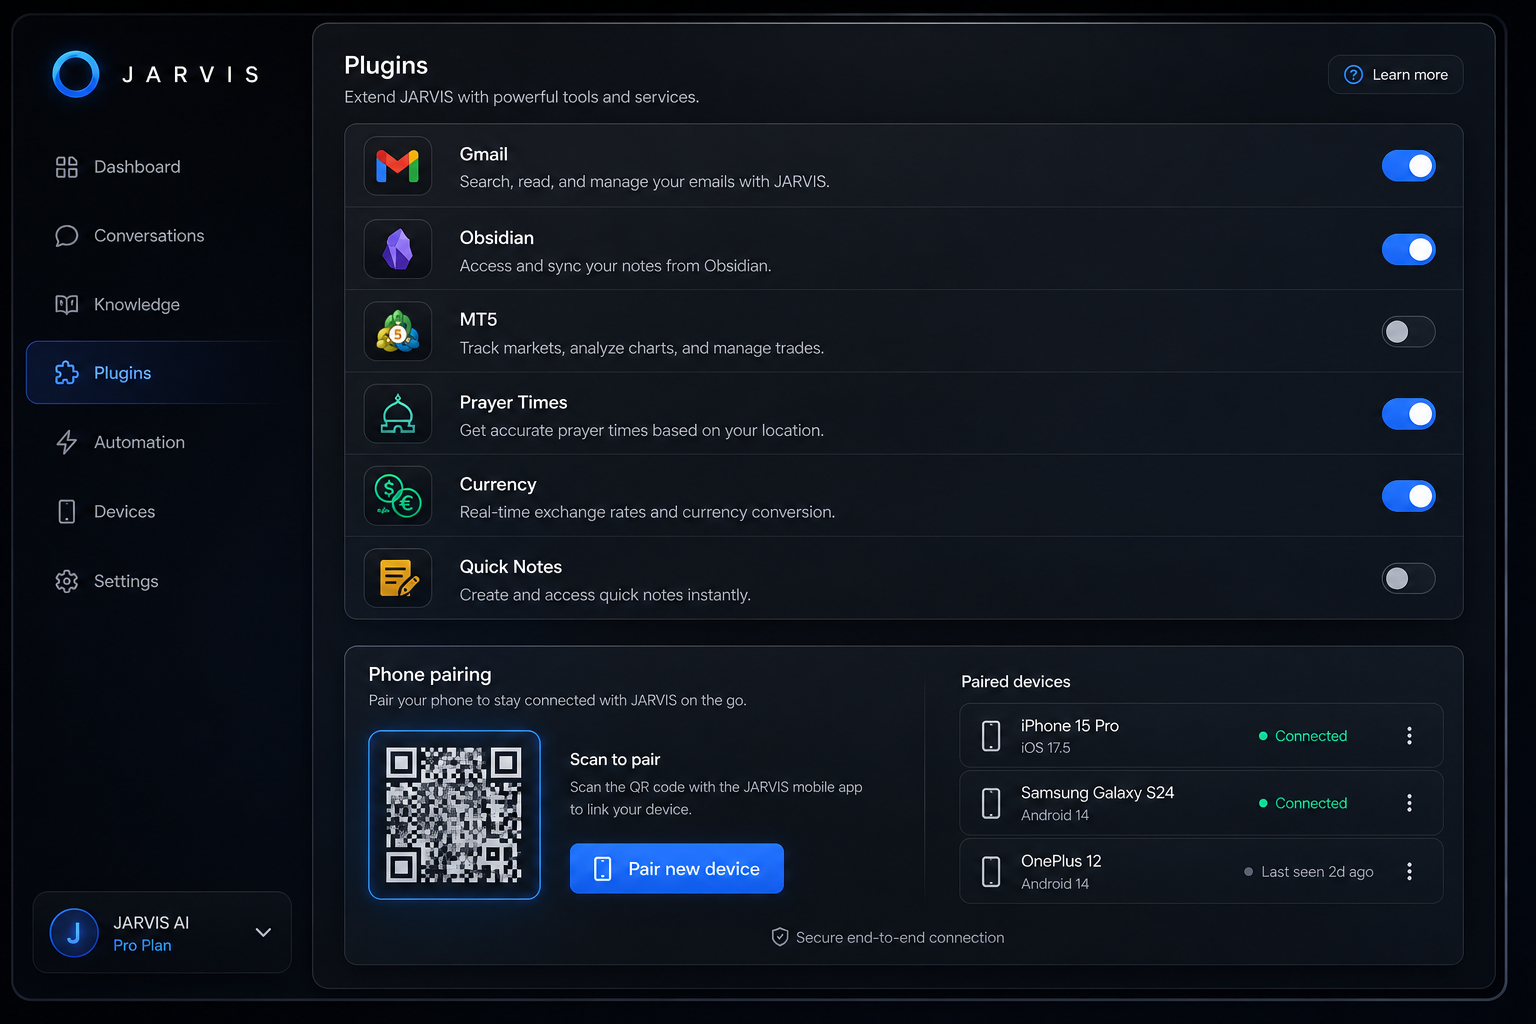 JARVIS
Dashboard
Conversations
Knowledge
Plugins
Automation
Devices
Settings
J
JARVIS AI
Pro Plan
Plugins
Extend JARVIS with powerful tools and services.
? Learn more
Gmail
Search, read, and manage your emails with JARVIS.
Obsidian
Access and sync your notes from Obsidian.
5
MT5
Track markets, analyze charts, and manage trades.
Prayer Times
Get accurate prayer times based on your location.
$
€
Currency
Real-time exchange rates and currency conversion.
Quick Notes
Create and access quick notes instantly.
Phone pairing
Pair your phone to stay connected with JARVIS on the go.
Scan to pair
Scan the QR code with the JARVIS mobile app
to link your device.
Pair new device
Paired devices
iPhone 15 Pro
iOS 17.5
Connected
Samsung Galaxy S24
Android 14
Connected
OnePlus 12
Android 14
Last seen 2d ago
Secure end-to-end connection